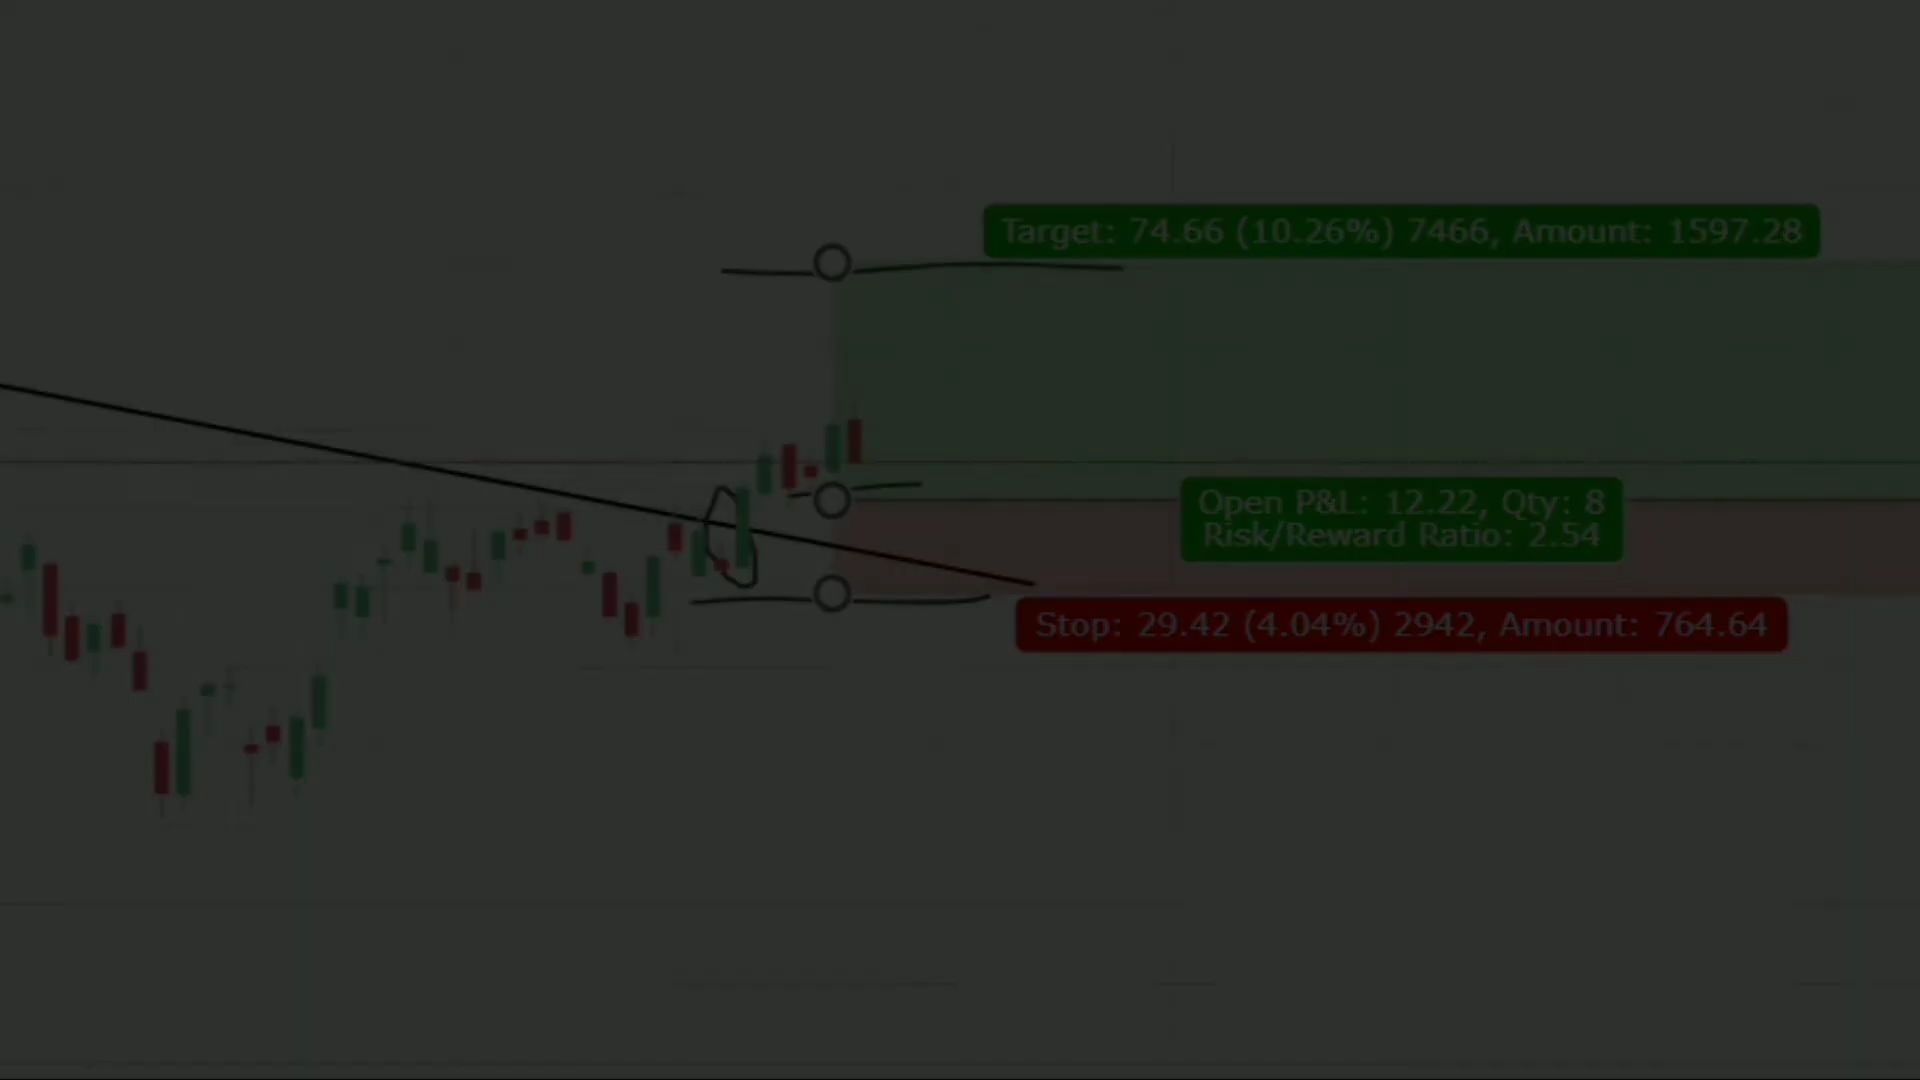 Target: 74.66 (10.26%) 7466, Amount: 1597.28
Open P&L: 12.22, Qty: 8
Risk/Reward Ratio: 2.54
Stop: 29.42 (4.04%) 2942, Amount: 764.64